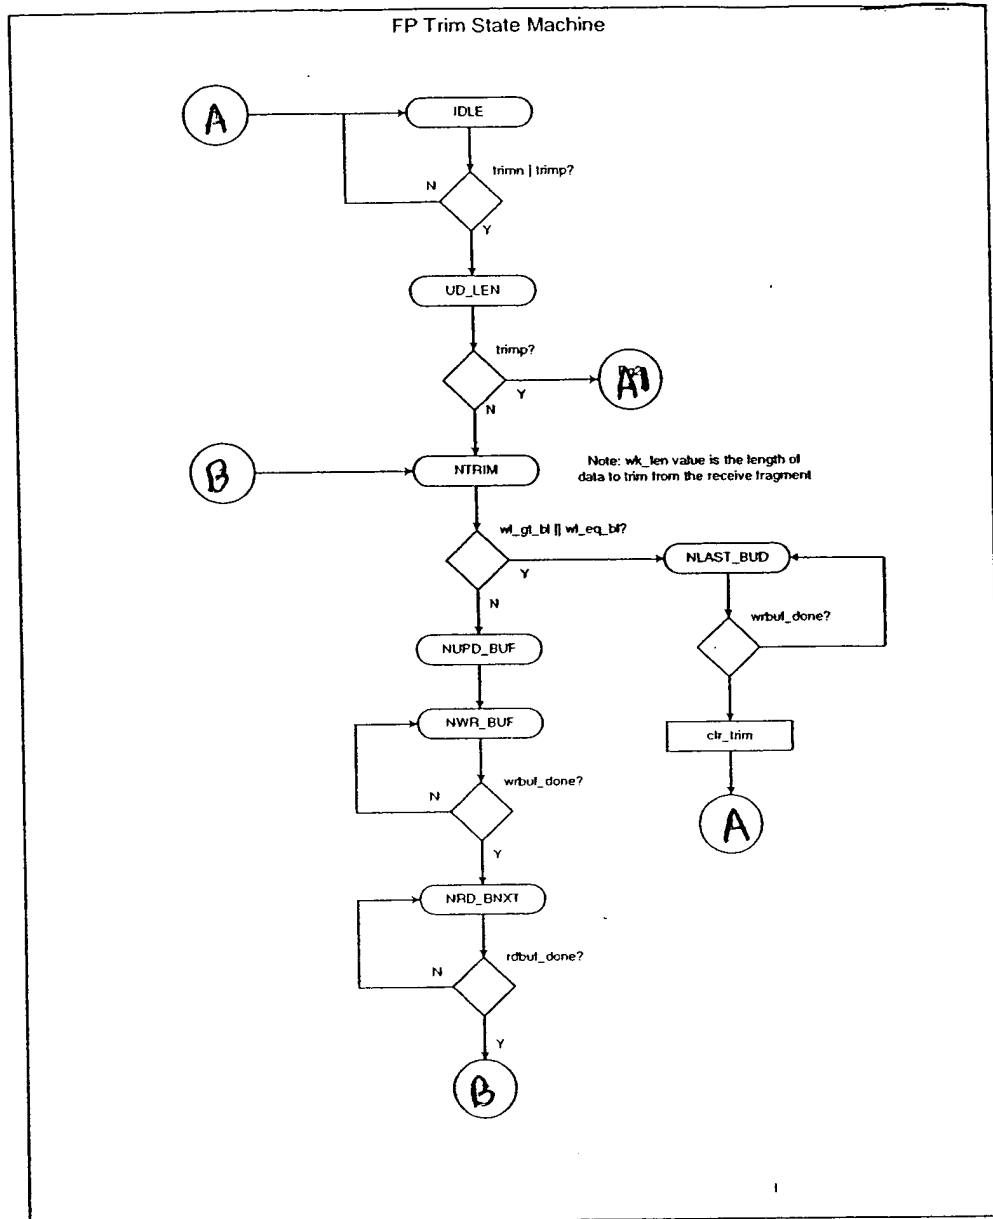 FP Trim State Machine
A
IDLE
trimn | trimp?
N
Y
UD_LEN
trimp?
A1
Y
N
B
NTRIM
Note: wk_len value is the length of
data to trim from the receive fragment
wl_gt_bl || wl_eq_bl?
Y
NLAST_BUD
N
wrbuf_done?
NUPD_BUF
NWR_BUF
clr_trim
wrbuf_done?
N
A
Y
NRD_BNXT
rdbuf_done?
N
Y
B
1